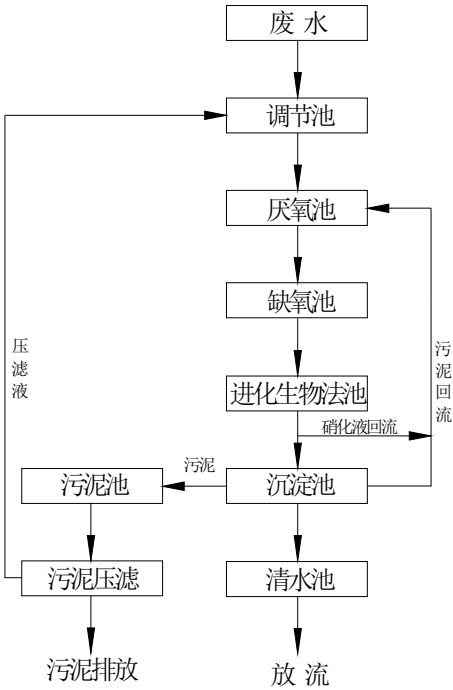 废 水
调节池
厌氧池
缺氧池
进化生物法池
硝化液回流
污泥回流
压滤液
污泥
污泥池
沉淀池
污泥压滤
清水池
污泥排放
放 流